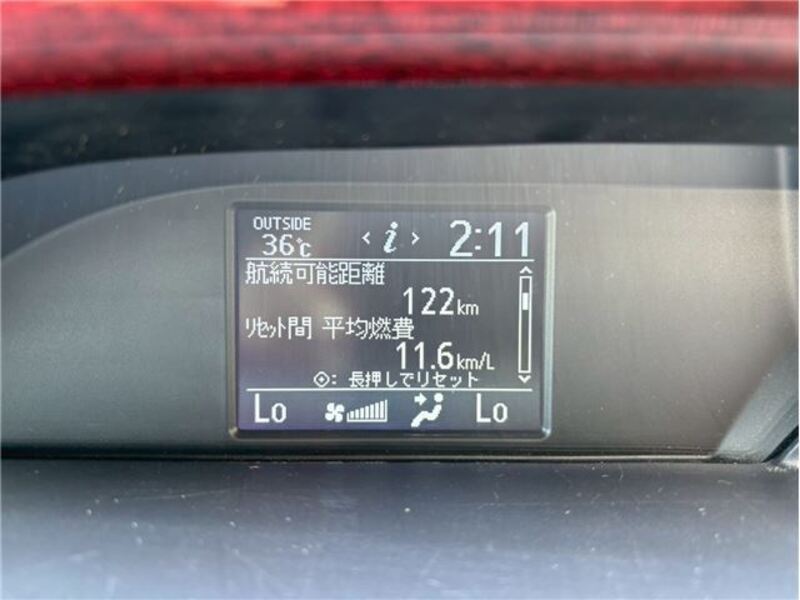 OUTSIDE
36℃ < i > 2:11
航続可能距離
122km
リセット間 平均燃費
11.6km/L
: 長押しでリセット
Lo Lo